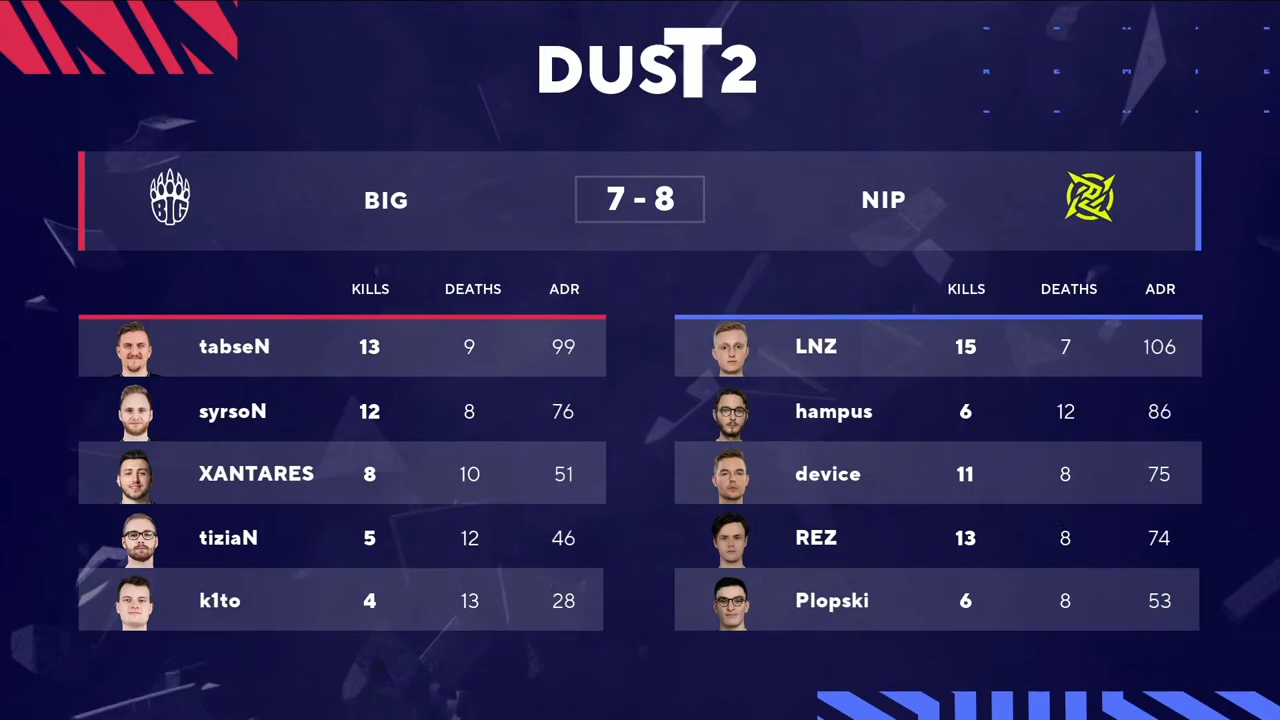 DUST2
BIG
BIG 7 - 8 NIP
KILLS DEATHS ADR
tabseN 13 9 99
syrsoN 12 8 76
XANTARES 8 10 51
tiziaN 5 12 46
k1to 4 13 28
KILLS DEATHS ADR
LNZ 15 7 106
hampus 6 12 86
device 11 8 75
REZ 13 8 74
Plopski 6 8 53